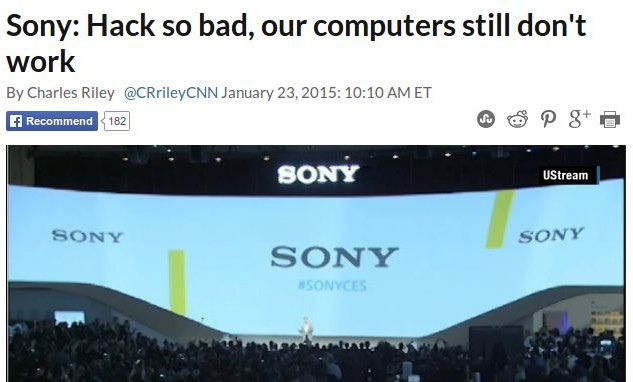 Sony: Hack so bad, our computers still don't
work
By Charles Riley @CRrileyCNN January 23, 2015: 10:10 AM ET
Recommend 182
g+
SONY
UStream
SONY
SONY
SONY
#SONYCES